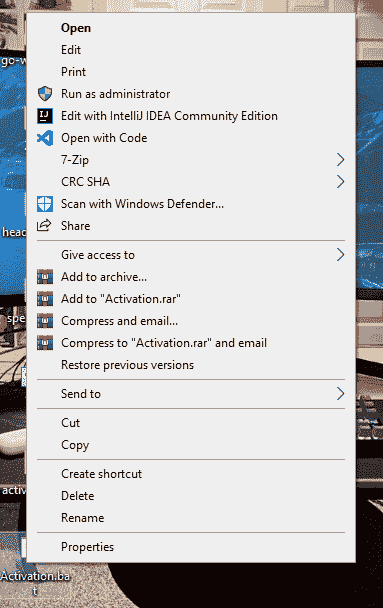 Open
go-w
Edit
Print
Run as administrator
Edit with IntelliJ IDEA Community Edition
Open with Code
7-Zip
CRC SHA
Scan with Windows Defender...
Share
head
Give access to
Add to archive...
Add to "Activation.rar"
spe
Compress and email...
Compress to "Activation.rar" and email
Restore previous versions
Send to
Cut
Copy
Create shortcut
activ
Delete
Rename
Properties
Activation.ba
t